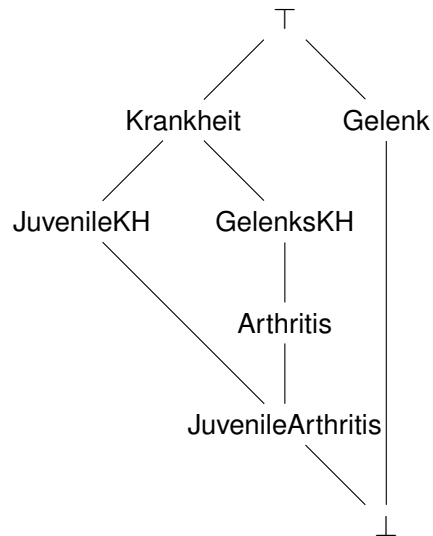 ⊤
Krankheit Gelenk
JuvenileKH GelenksKH
Arthritis
JuvenileArthritis
⊥